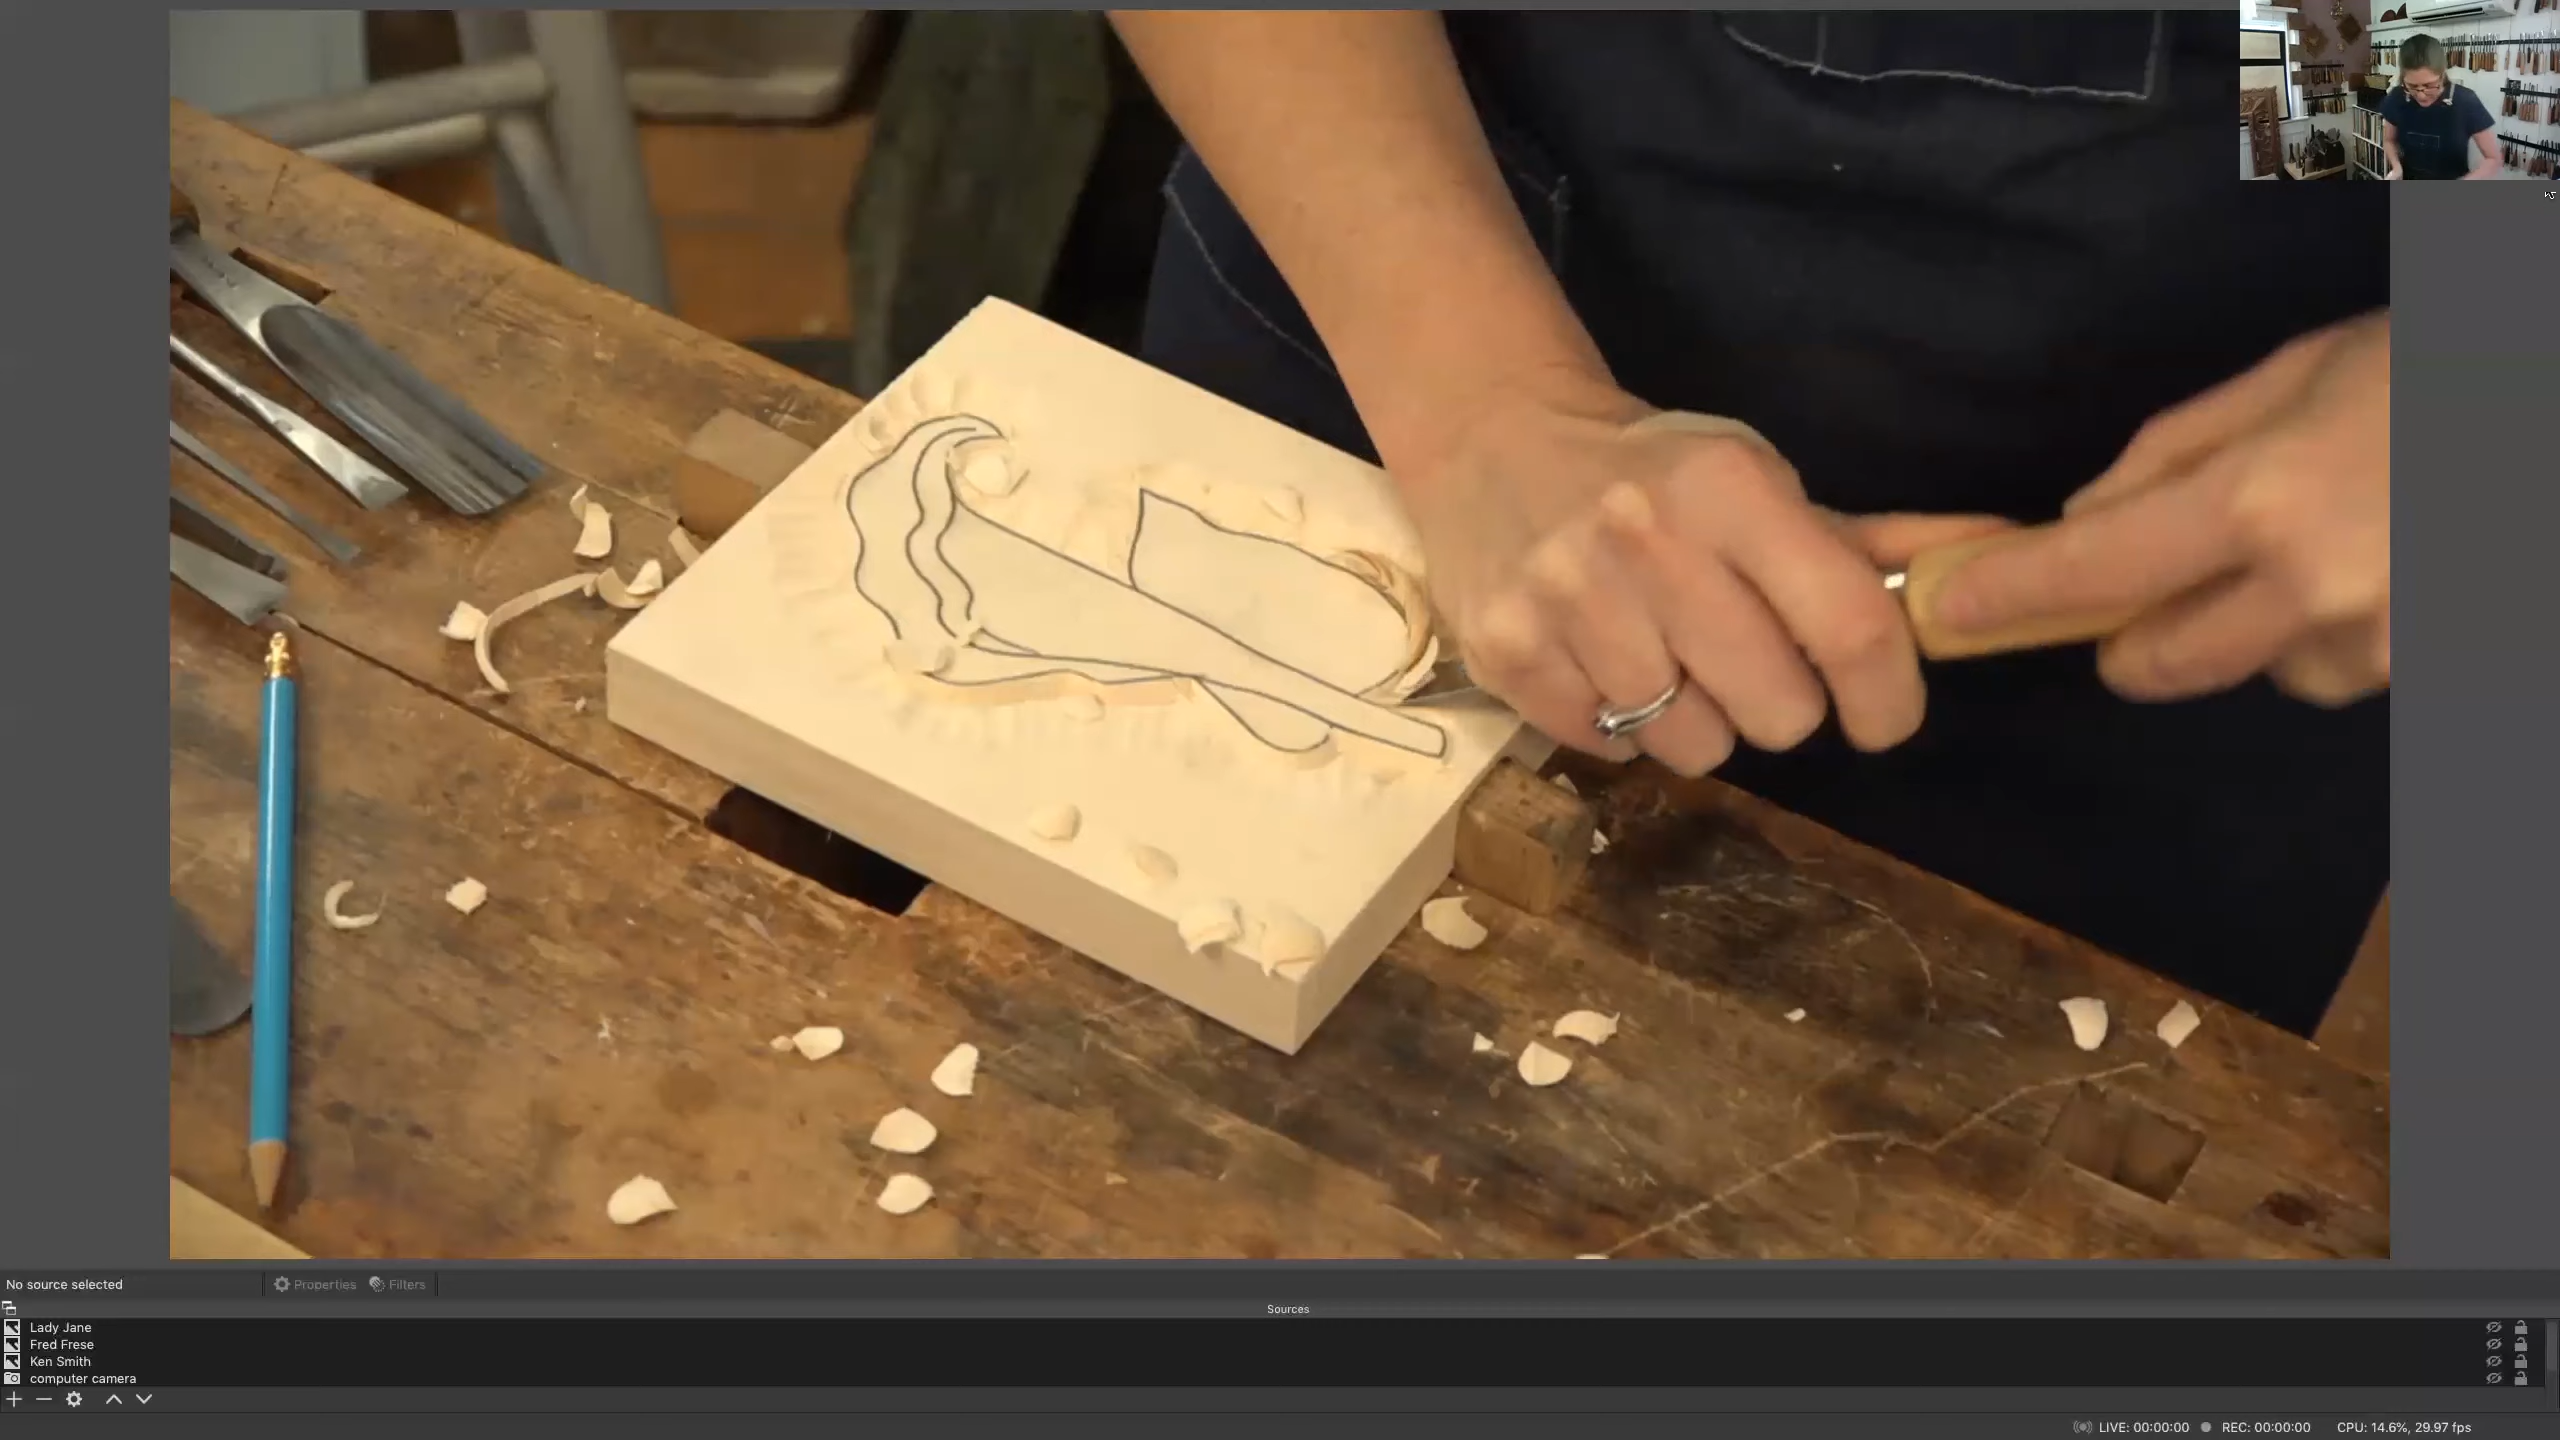 No source selected
Properties
Filters
Sources
Lady Jane
Fred Frese
Ken Smith
computer camera
LIVE: 00:00:00
REC: 00:00:00
CPU: 14.6%, 29.97 fps